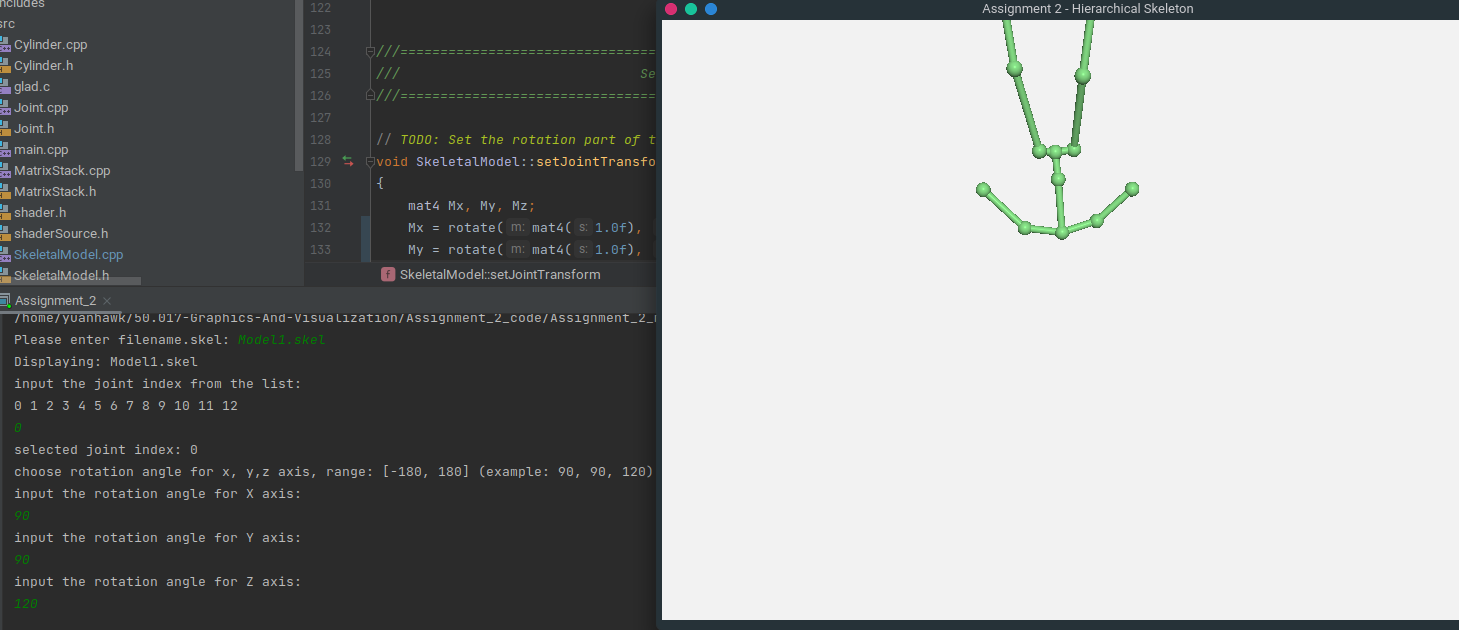 ncludes
src
Cylinder.cpp
Cylinder.h
glad.c
Joint.cpp
Joint.h
main.cpp
MatrixStack.cpp
MatrixStack.h
shader.h
shaderSource.h
SkeletalModel.cpp
SkeletalModel.h
122
123
124 ///================================
125 /// Se
126 ///================================
127
128 // TODO: Set the rotation part of t
129 void SkeletalModel::setJointTransfo
130 {
131 mat4 Mx, My, Mz;
132 Mx = rotate( m: mat4( s: 1.0f),
133 My = rotate( m: mat4( s: 1.0f),
f SkeletalModel::setJointTransform
Assignment_2 ×
/home/yuanhawk/50.017-Graphics-And-Visualization/Assignment_2_code/Assignment_2_
Please enter filename.skel: Model1.skel
Displaying: Model1.skel
input the joint index from the list:
0 1 2 3 4 5 6 7 8 9 10 11 12
0
selected joint index: 0
choose rotation angle for x, y,z axis, range: [-180, 180] (example: 90, 90, 120)
input the rotation angle for X axis:
90
input the rotation angle for Y axis:
90
input the rotation angle for Z axis:
120
Assignment 2 - Hierarchical Skeleton